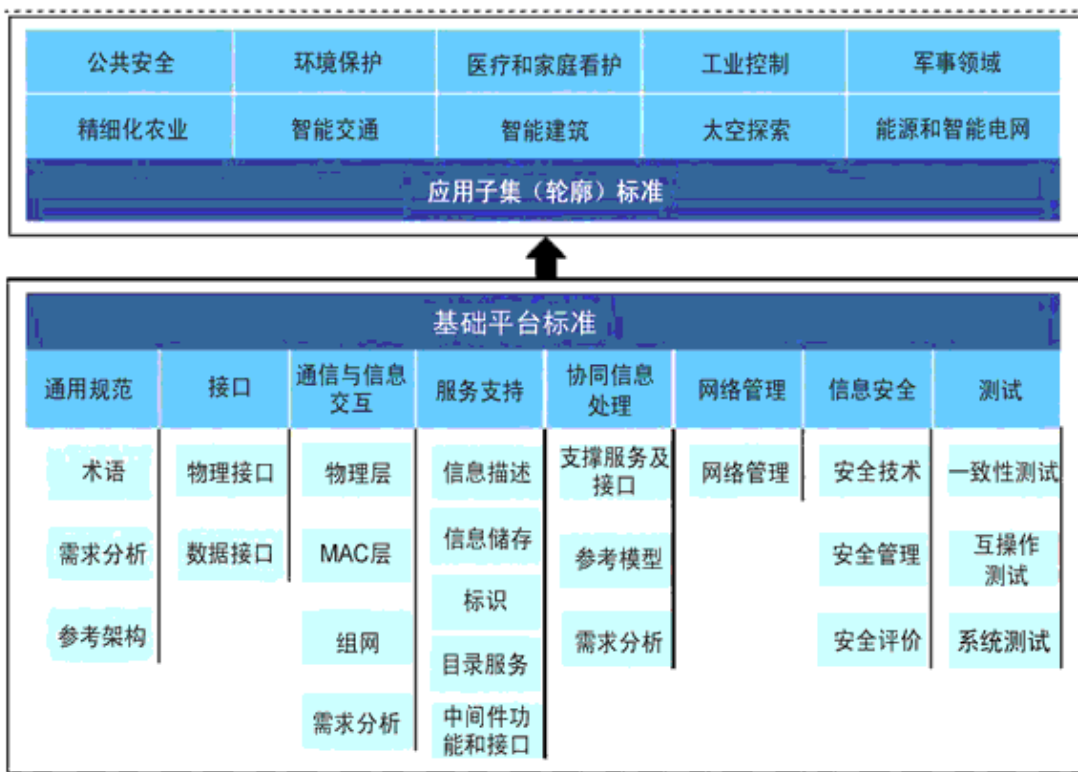 公共安全
环境保护
医疗和家庭看护
工业控制
军事领域
精细化农业
智能交通
智能建筑
太空探索
能源和智能电网
应用子集（轮廓）标准
基础平台标准
通用规范
接口
通信与信息
交互
服务支持
协同信息
处理
网络管理
信息安全
测试
术语
需求分析
参考架构
物理接口
数据接口
物理层
MAC层
组网
需求分析
信息描述
信息储存
标识
目录服务
中间件功
能和接口
支撑服务及
接口
参考模型
需求分析
网络管理
安全技术
安全管理
安全评价
一致性测试
互操作
测试
系统测试